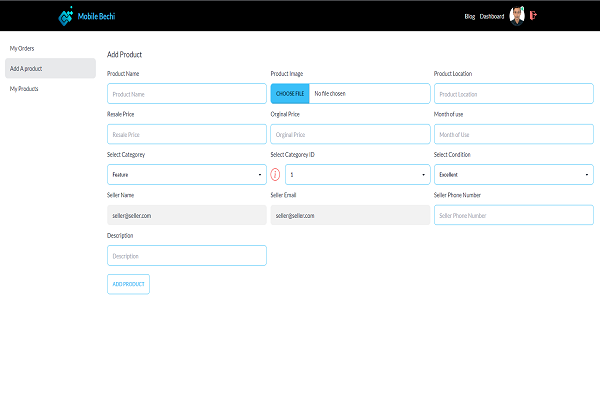 Mobile Bechi
Blog Dashboard
My Orders
Add A product
My Products
Add Product
Product Name Product Image Product Location
Product Name CHOOSE FILE No file chosen Product Location
Resale Price Orginal Price Month of use
Resale Price Orginal Price Month of Use
Select Categorey Select Categorey ID Select Condition
Feature i 1 Excellent
Seller Name Seller Email Seller Phone Number
seller@seller.com seller@seller.com Seller Phone Number
Description
Description
ADD PRODUCT